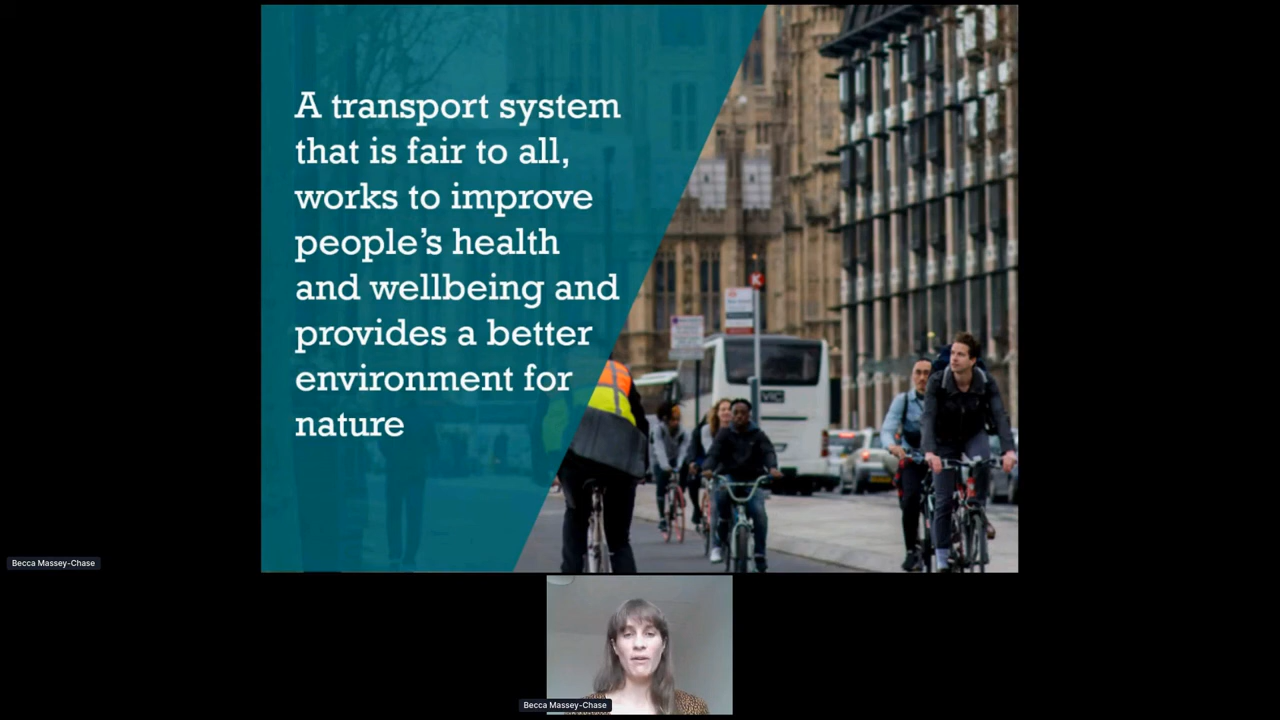 A transport system
that is fair to all,
works to improve
people’s health
and wellbeing and
provides a better
environment for
nature
K
VIC
Becca Massey-Chase
Becca Massey-Chase